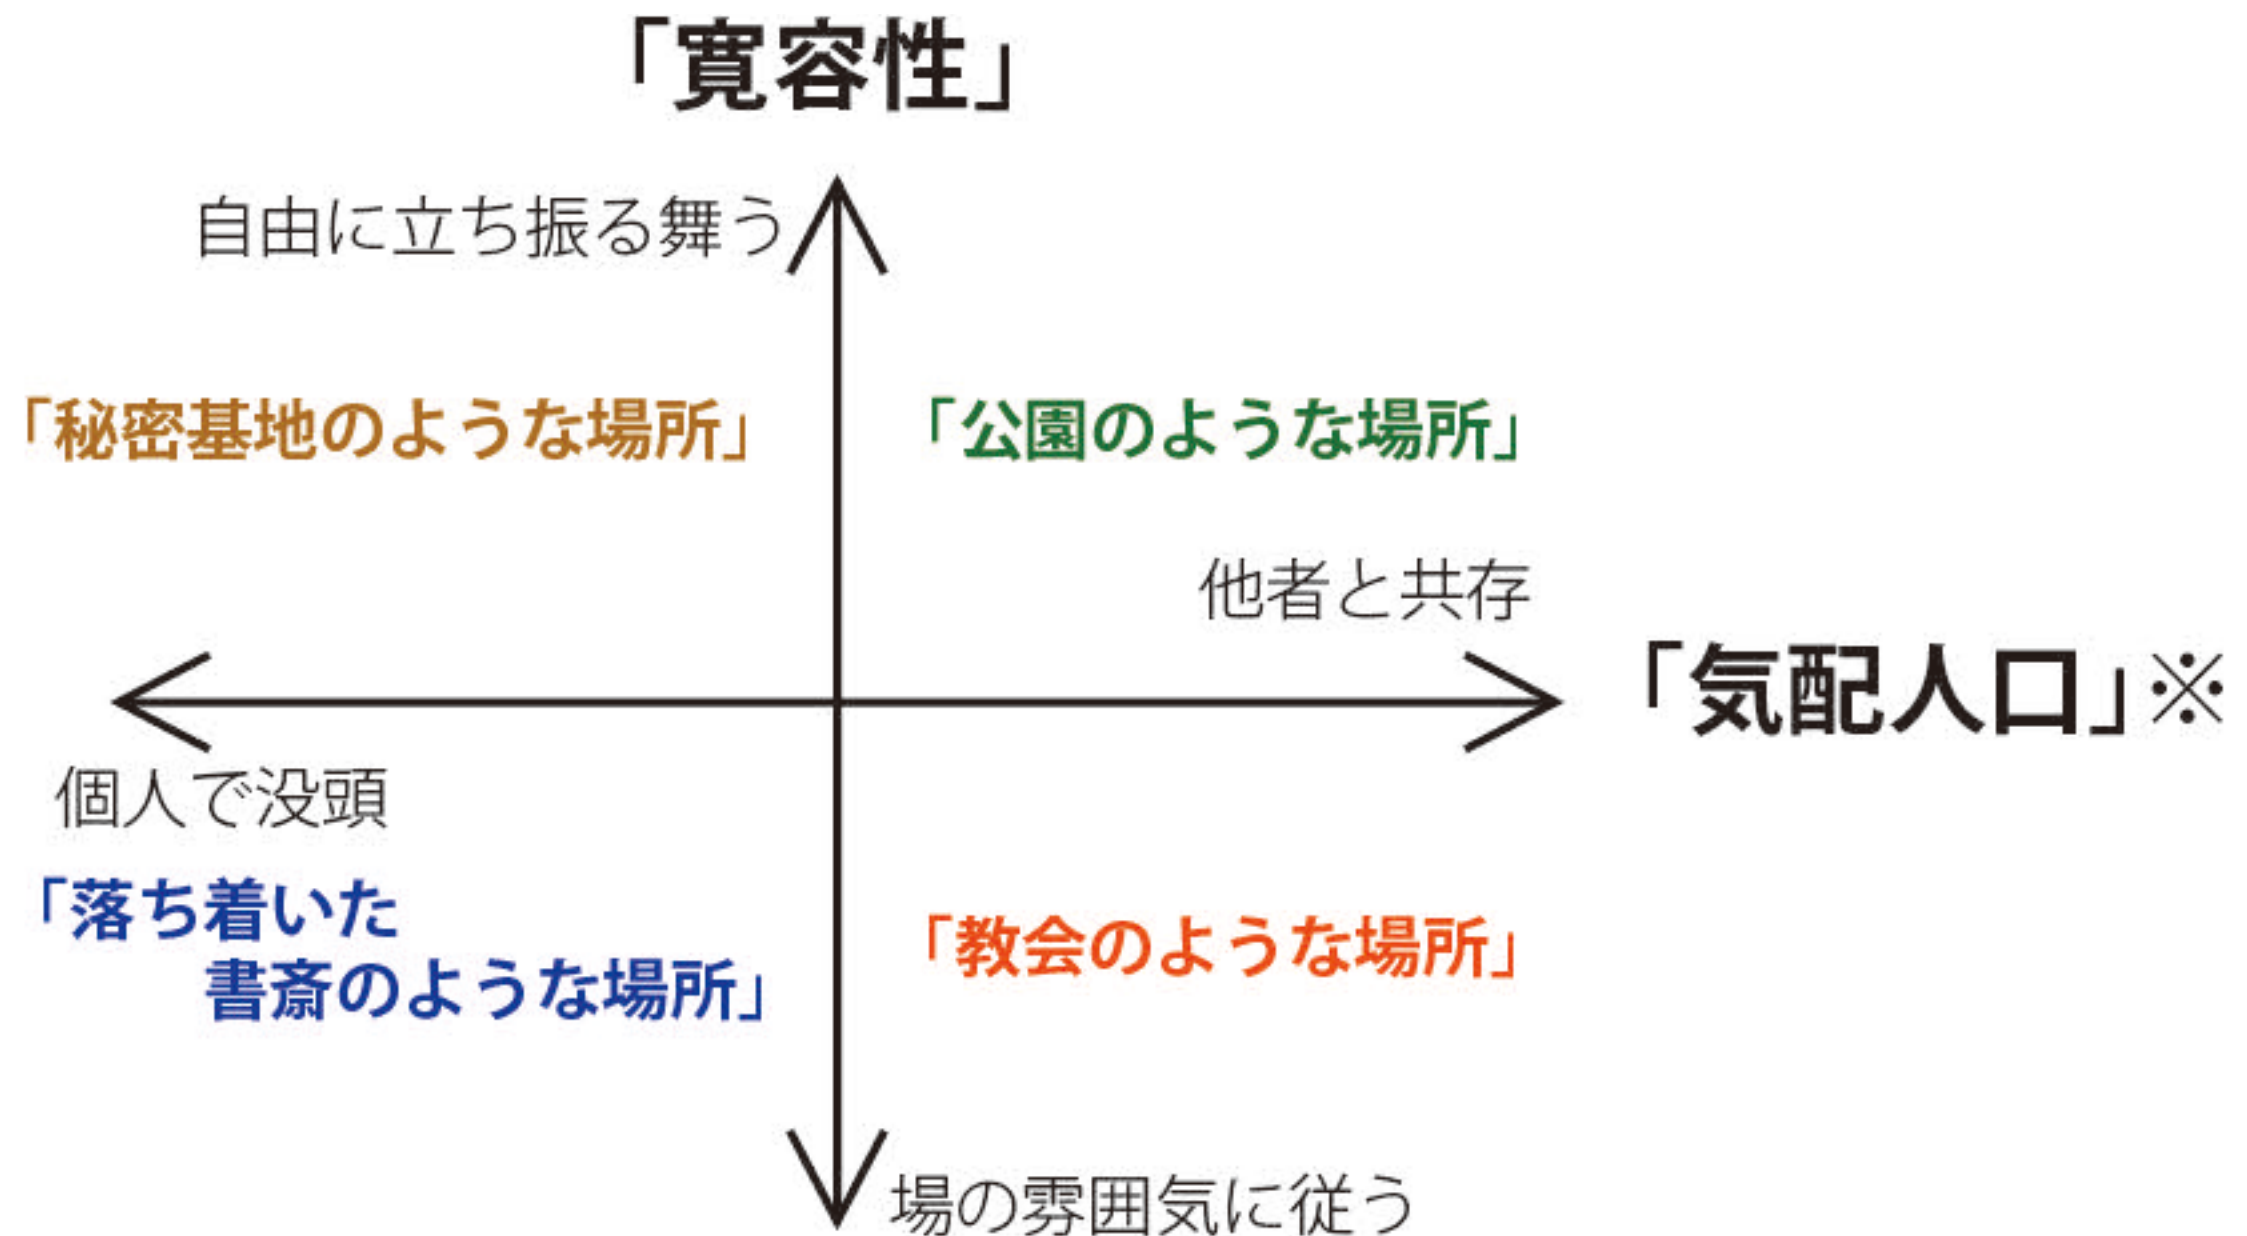 「寛容性」
自由に立ち振る舞う
「秘密基地のような場所」
「公園のような場所」
他者と共存
「気配人口」※
個人で没頭
「落ち着いた
書斎のような場所」
「教会のような場所」
場の雰囲気に従う